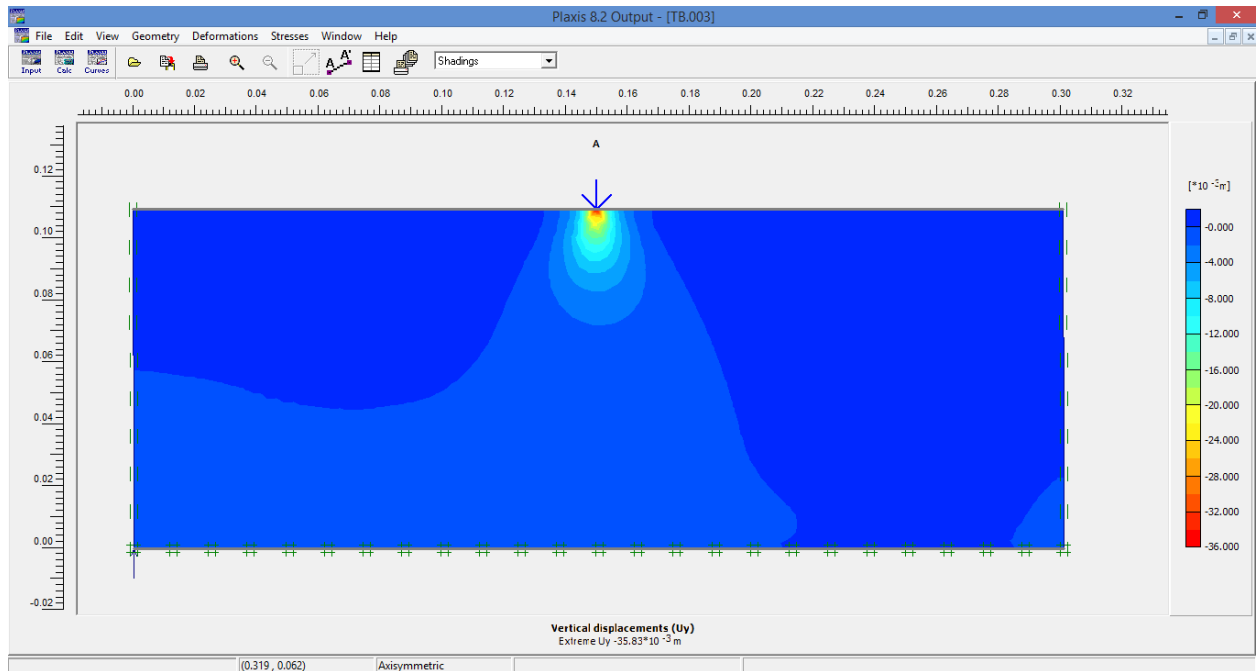 Plaxis 8.2 Output - [TB.003]
File Edit View Geometry Deformations Stresses Window Help
Input Calc Curves A A' Shadings
0.00 0.02 0.04 0.06 0.08 0.10 0.12 0.14 0.16 0.18 0.20 0.22 0.24 0.26 0.28 0.30 0.32
A
0.12
0.10
0.08
0.06
0.04
0.02
0.00
-0.02
[*10 -3m]
-0.000
-4.000
-8.000
-12.000
-16.000
-20.000
-24.000
-28.000
-32.000
-36.000
Vertical displacements (Uy)
Extreme Uy -35.83*10 -3 m
(0.319 , 0.062) Axisymmetric